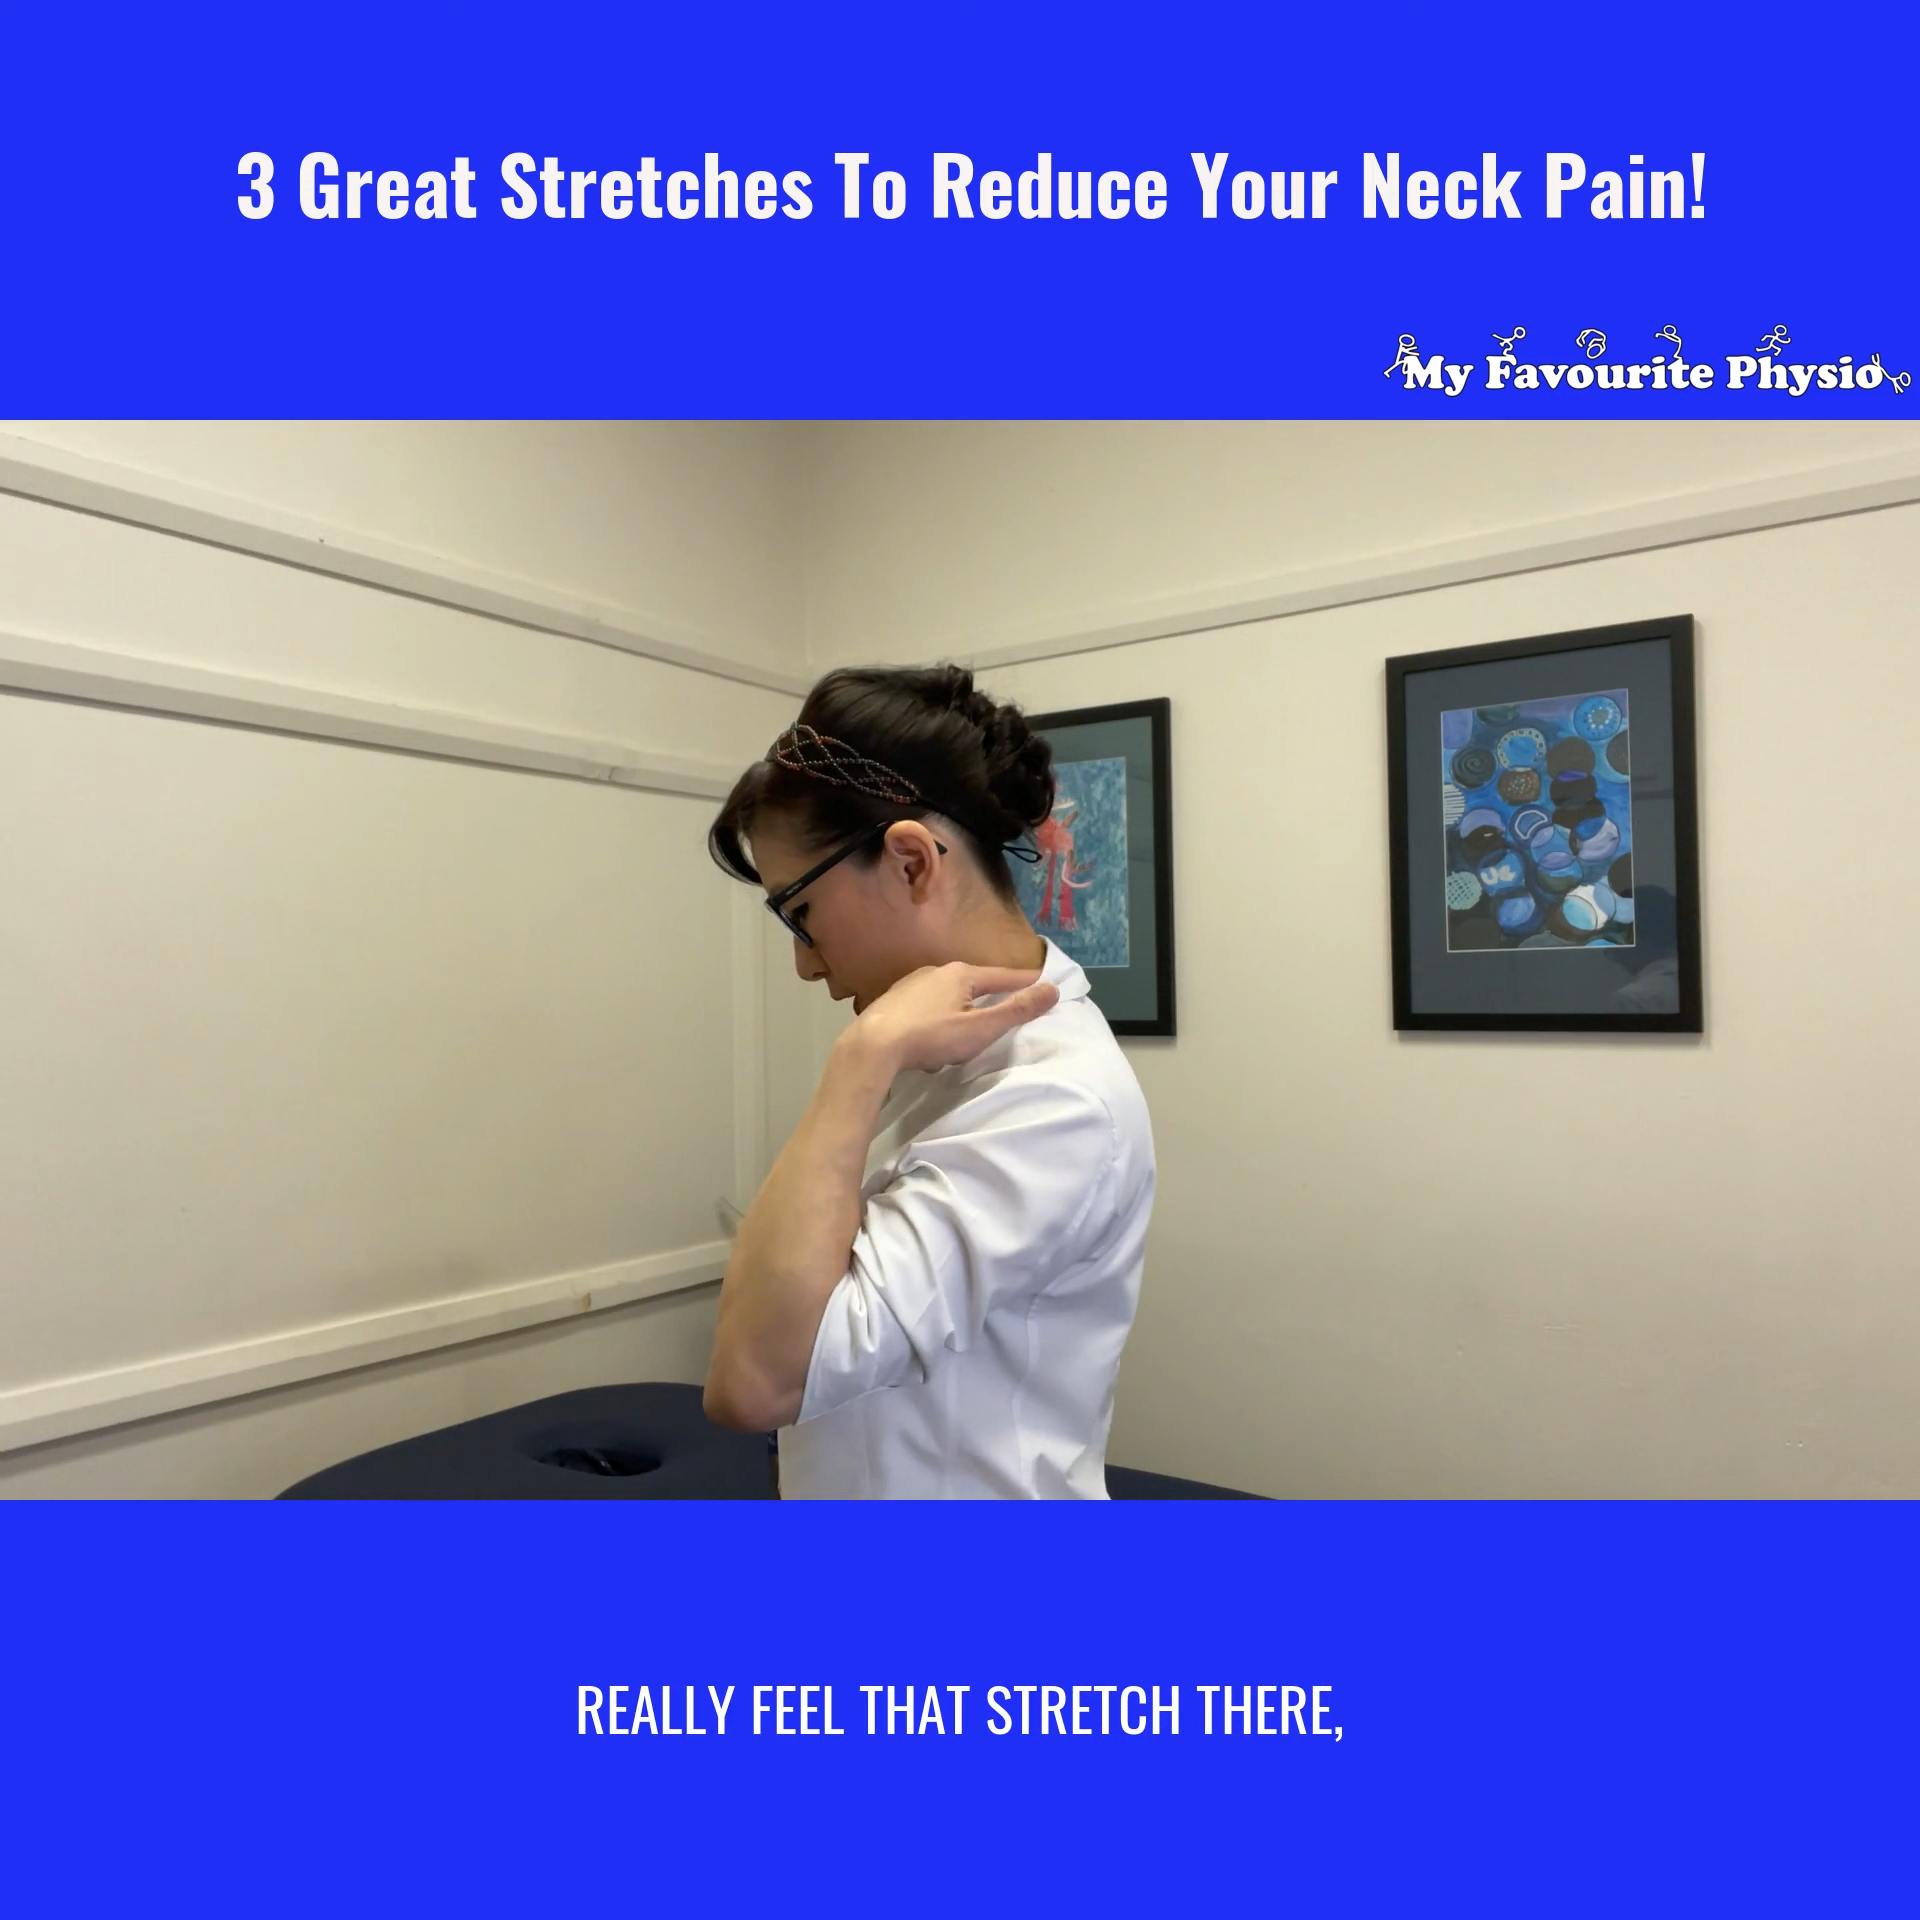 3 Great Stretches To Reduce Your Neck Pain!
My Favourite Physio
REALLY FEEL THAT STRETCH THERE,